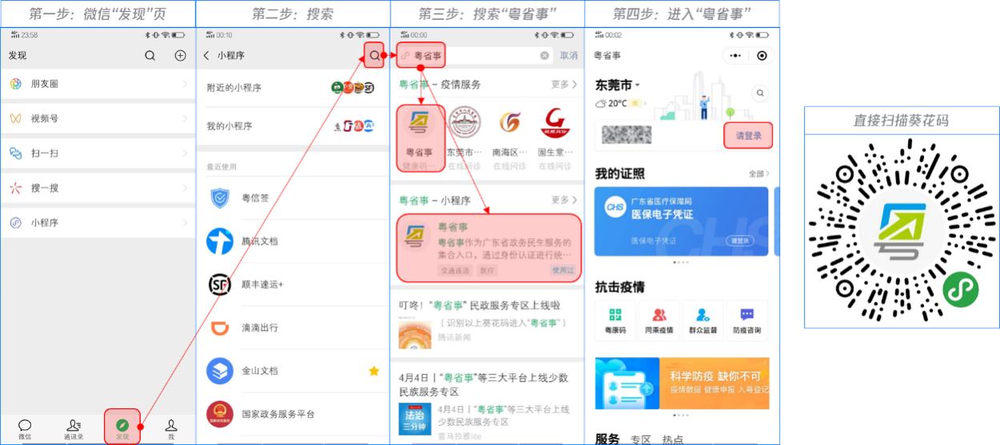 第一步：微信“发现”页
23:58
发现
朋友圈
视频号
扫一扫
搜一搜
小程序
微信
通讯录
发现
我
第二步：搜索
00:10
小程序
附近的小程序
我的小程序
最近使用
粤信签
腾讯文档
顺丰速运+
滴滴出行
金山文档
国家政务服务平台
第三步：搜索“粤省事”
00:00
粤省事
取消
粤省事 – 疫情服务
更多
粤省事
东莞市…
南海区…
固生堂…
健康码…
在线问诊
在线问诊
在线问诊
粤省事 – 小程序
更多
粤省事
粤省事作为广东省政务民生服务的
集合入口，通过身份认证进行统…
交通违法
医疗
使用过
叮咚！“粤省事” 民政服务专区上线啦
（识别以上葵花码进入“粤省事”）
腾讯新闻
4月4日丨“粤省事”等三大平台上线少数
民族服务专区
法治
三分钟
4月4日丨“粤省事”等三大平台上线
少数民族服务专区
喜马拉雅lite
第四步：进入“粤省事”
00:02
粤省事
东莞市
20°C
请登录
我的证照
全部
CHS
广东省医疗保障局
医保电子凭证
医保电子凭证
请登录
抗击疫情
粤康码
同乘疫情
群众监督
防疫咨询
科学防疫 缺你不可
疫情数据 健康申报 入粤登记
服务
专区
热点
直接扫描葵花码